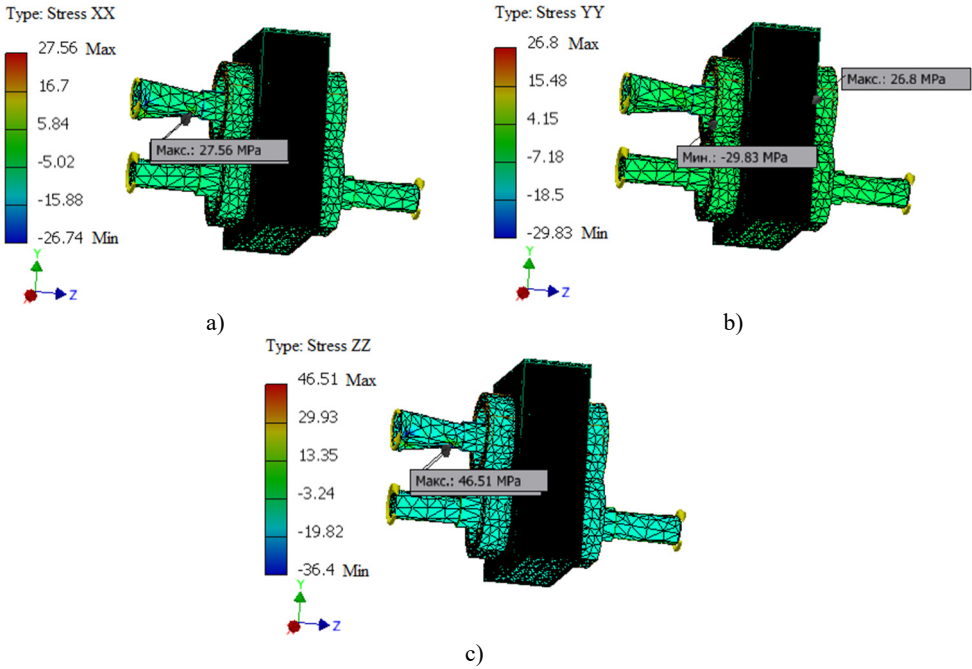 Type: Stress XX
27.56 Max
16.7
5.84
-5.02
-15.88
-26.74 Min
Макс.: 27.56 MPa
Y
Z
a)
Type: Stress YY
26.8 Max
15.48
4.15
-7.18
-18.5
-29.83 Min
Макс.: 26.8 MPa
Мин.: -29.83 MPa
Y
Z
b)
Type: Stress ZZ
46.51 Max
29.93
13.35
-3.24
-19.82
-36.4 Min
Макс.: 46.51 MPa
Y
Z
c)